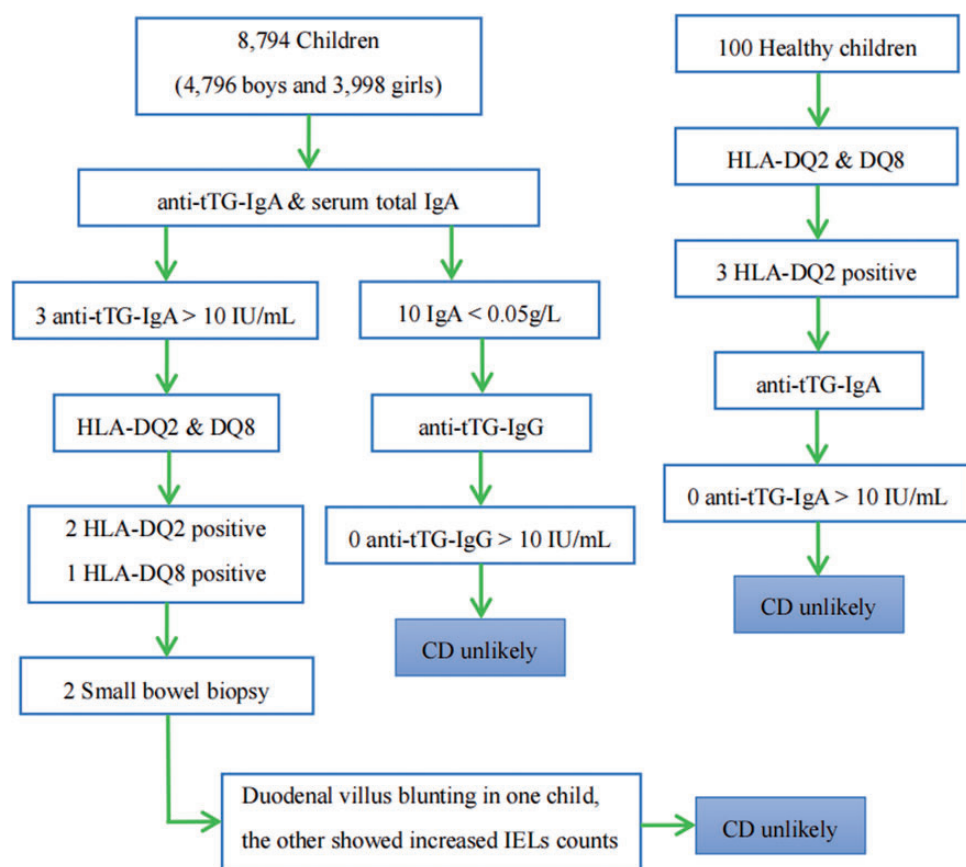 8,794 Children
(4,796 boys and 3,998 girls)
anti-tTG-IgA & serum total IgA
3 anti-tTG-IgA > 10 IU/mL
10 IgA < 0.05g/L
HLA-DQ2 & DQ8
anti-tTG-IgG
2 HLA-DQ2 positive
1 HLA-DQ8 positive
0 anti-tTG-IgG > 10 IU/mL
CD unlikely
2 Small bowel biopsy
Duodenal villus blunting in one child,
the other showed increased IELs counts
CD unlikely
100 Healthy children
HLA-DQ2 & DQ8
3 HLA-DQ2 positive
anti-tTG-IgA
0 anti-tTG-IgA > 10 IU/mL
CD unlikely